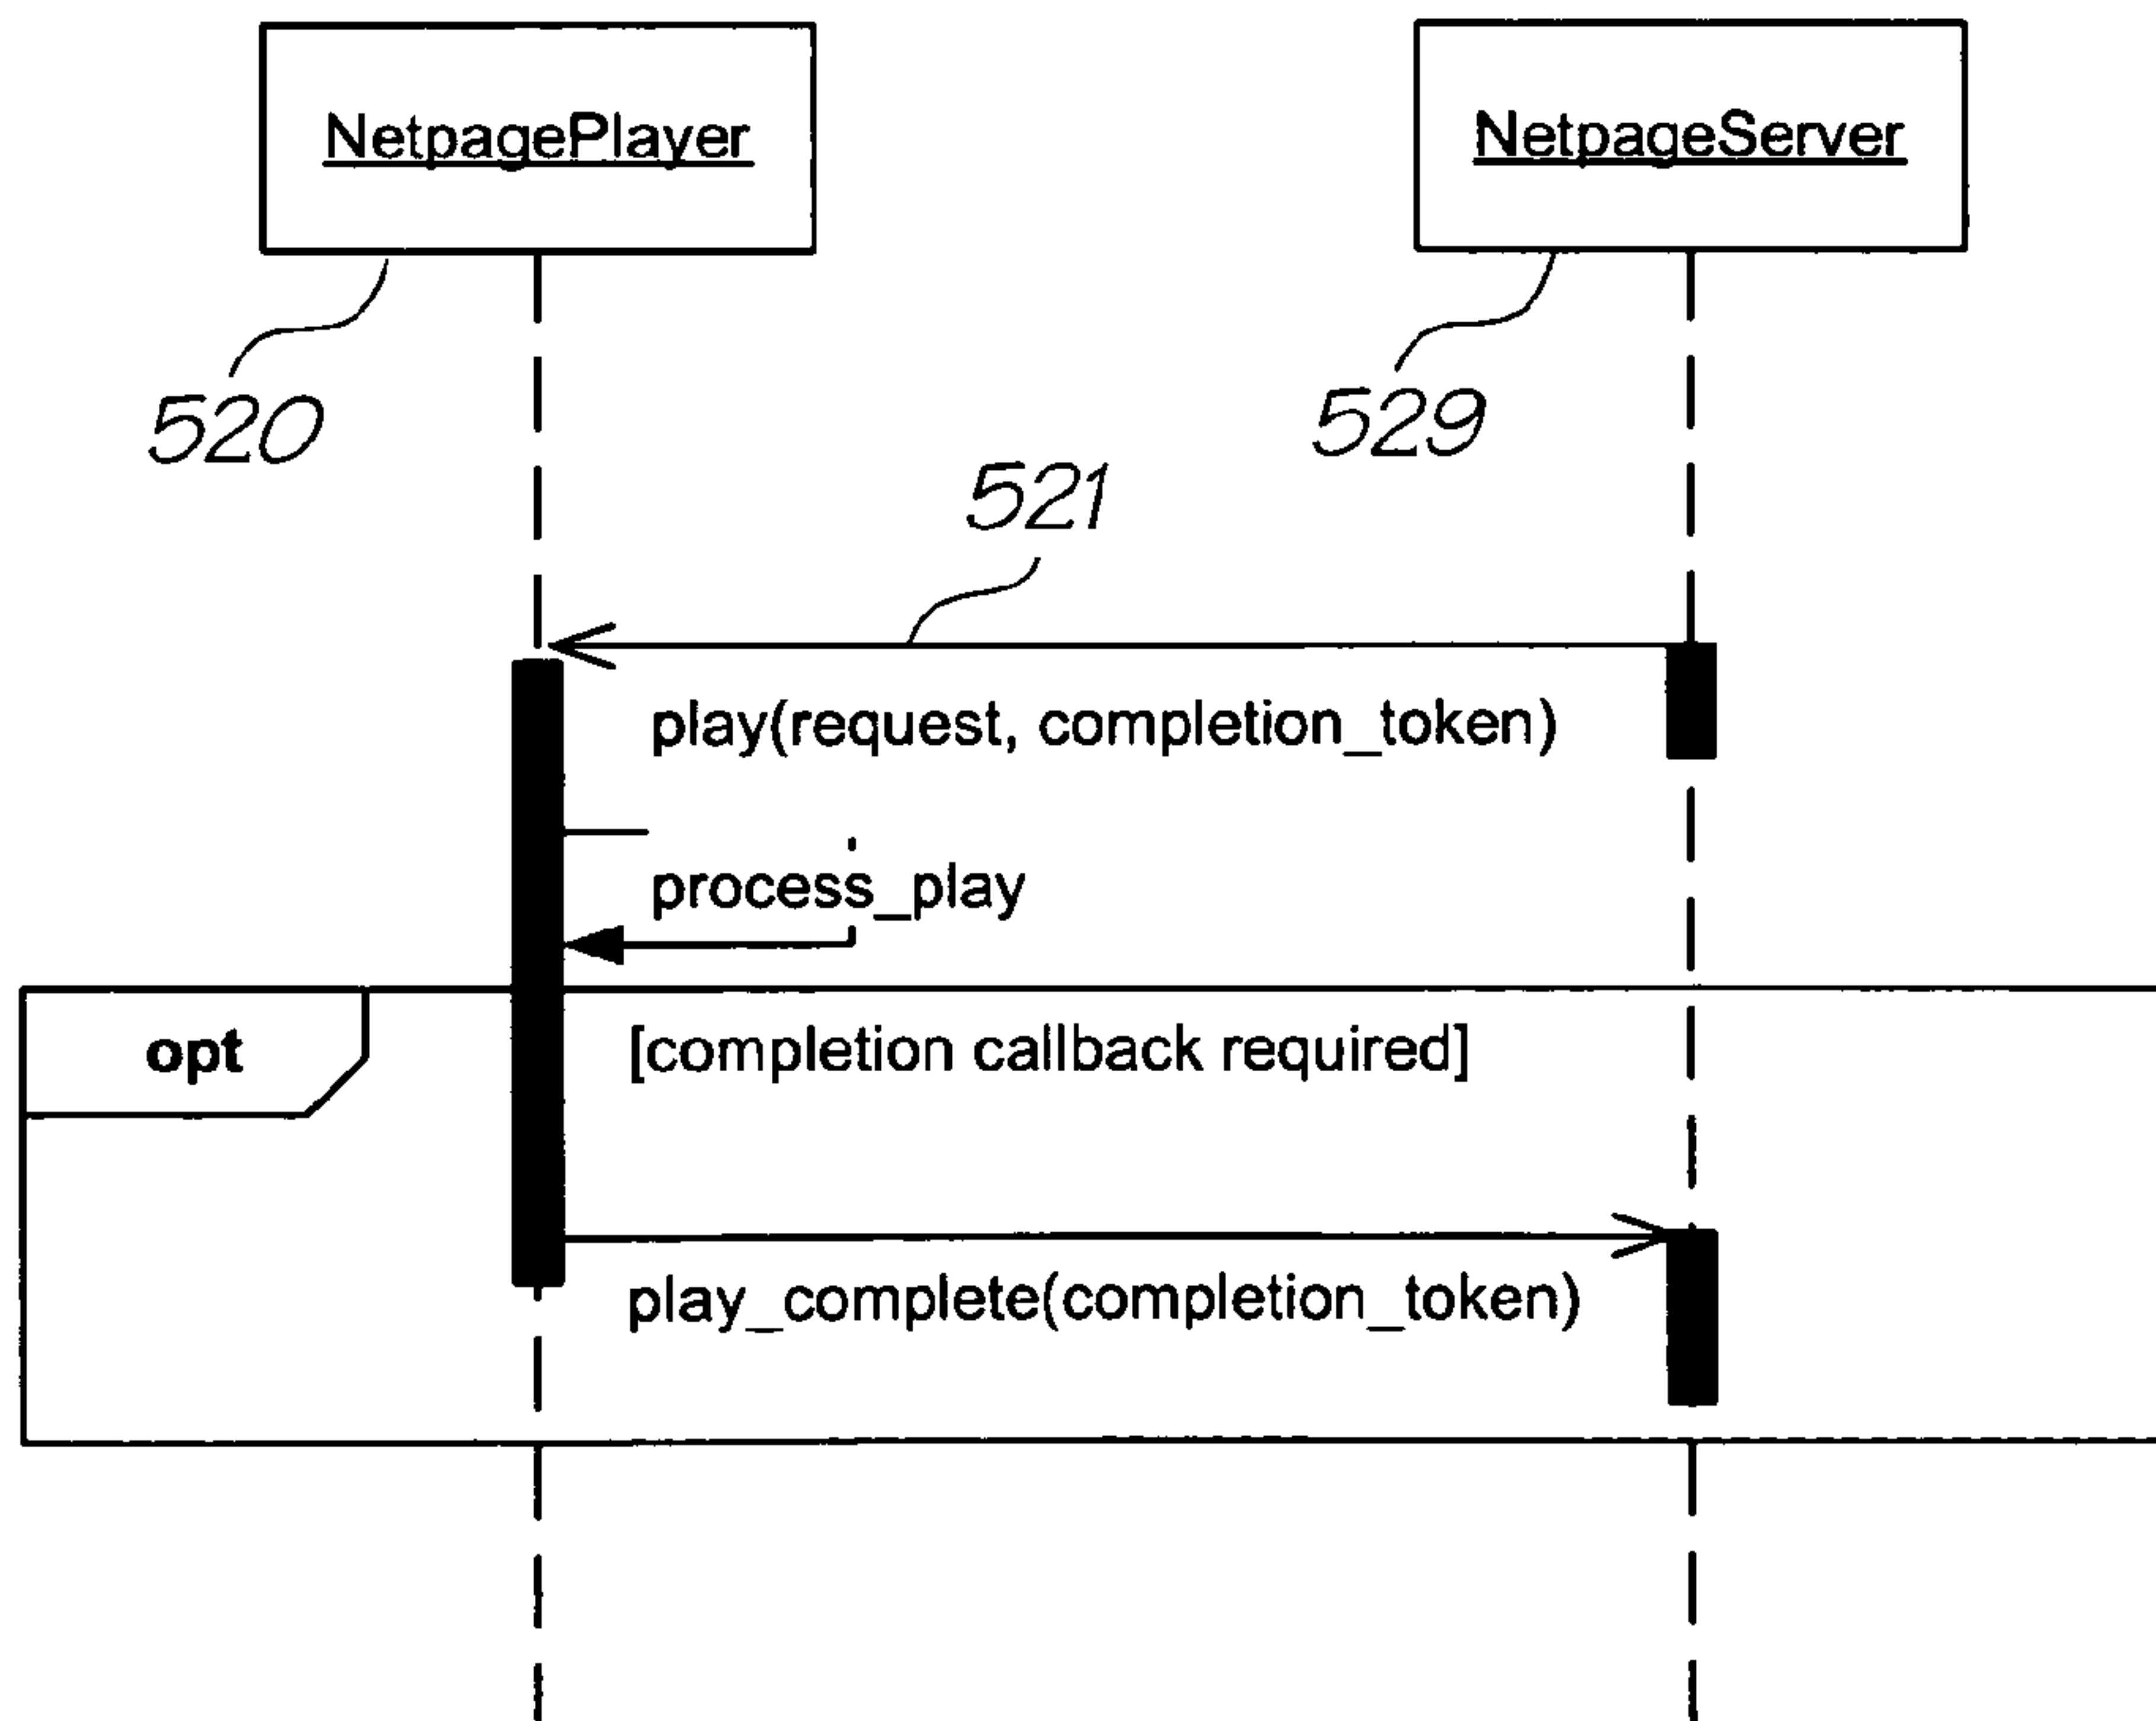 NetpagePlayer
NetpageServer
520
529
521
play(request, completion_token)
process_play
opt
[completion callback required]
play_complete(completion_token)